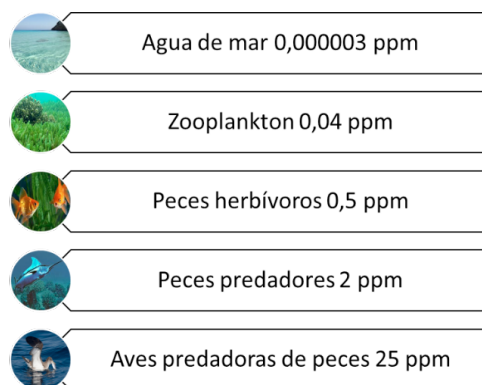 Agua de mar 0,000003 ppm
Zooplankton 0,04 ppm
Peces herbívoros 0,5 ppm
Peces predadores 2 ppm
Aves predadoras de peces 25 ppm